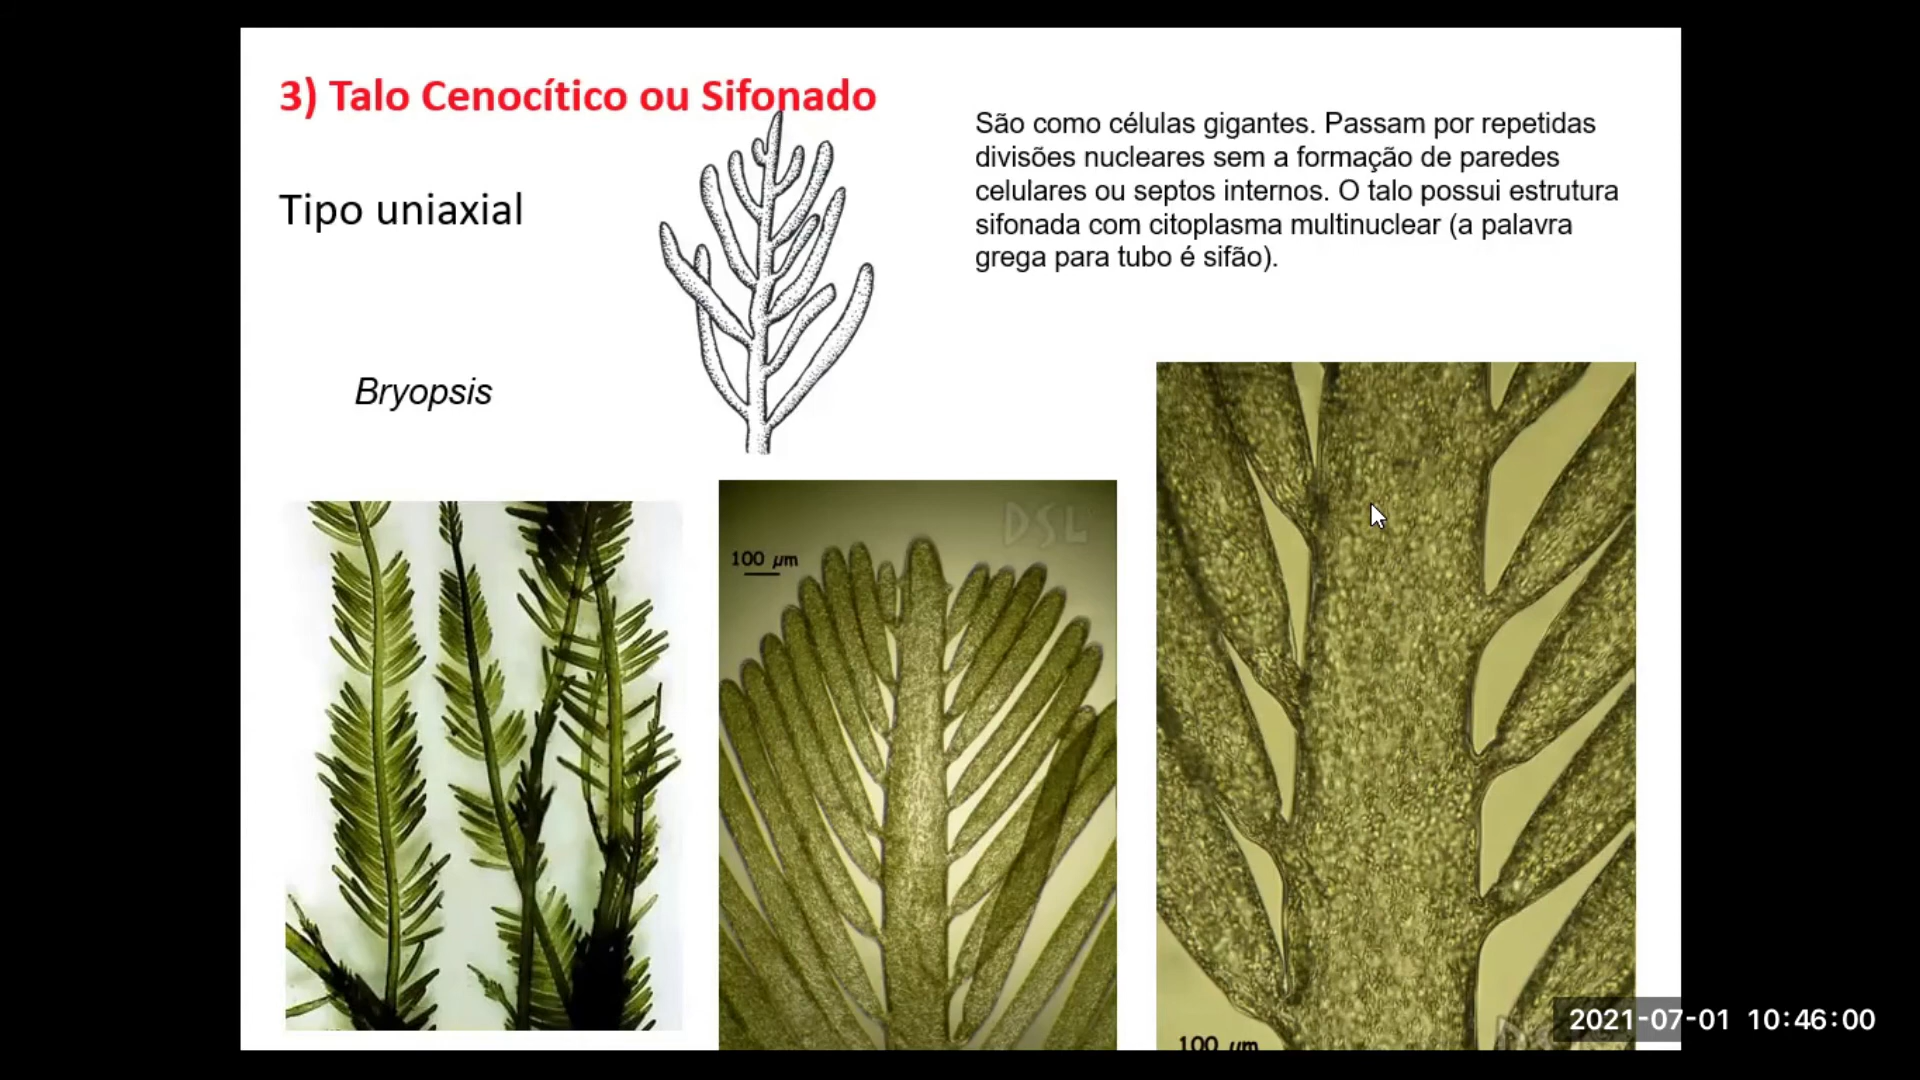 3) Talo Cenocítico ou Sifonado
São como células gigantes. Passam por repetidas
divisões nucleares sem a formação de paredes
celulares ou septos internos. O talo possui estrutura
sifonada com citoplasma multinuclear (a palavra
grega para tubo é sifão).
Tipo uniaxial
Bryopsis
DSL
100 µm
100 µm
2021-07-01 10:46:00